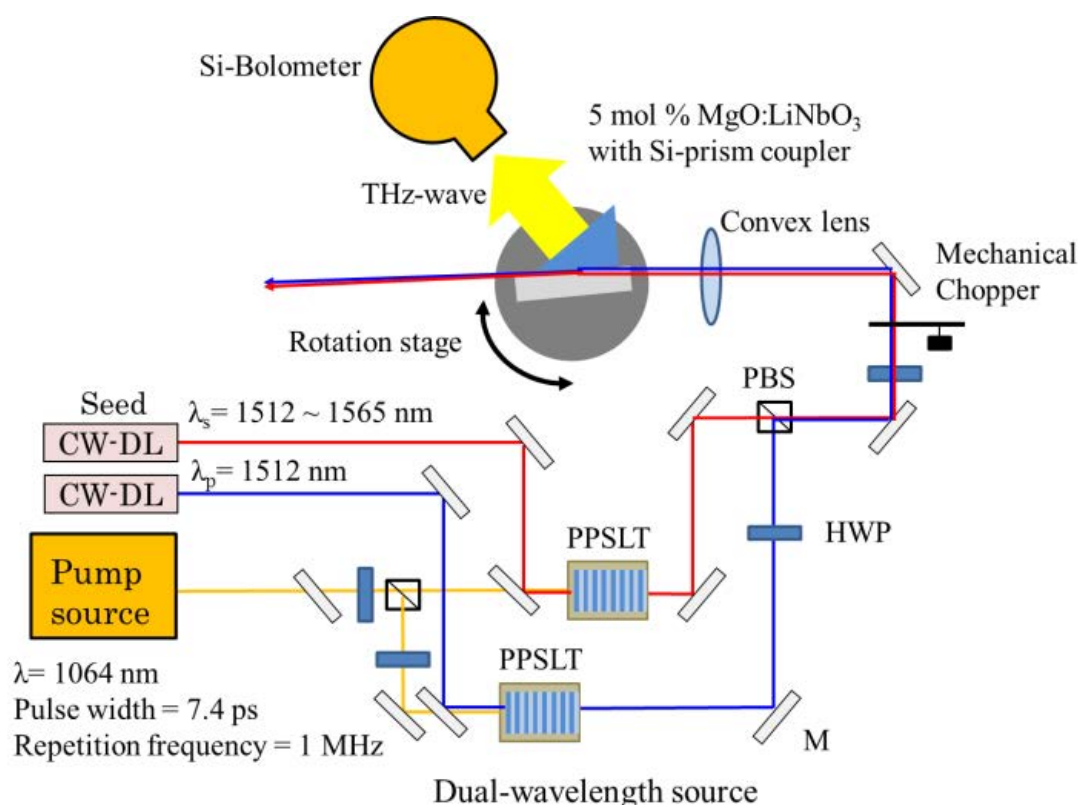 Si-Bolometer
5 mol % MgO:LiNbO₃
with Si-prism coupler
THz-wave
Convex lens
Mechanical
Chopper
Rotation stage
PBS
Seed
CW-DL
λₛ= 1512 ~ 1565 nm
CW-DL
λₚ= 1512 nm
PPSLT
HWP
Pump
source
PPSLT
λ= 1064 nm
Pulse width = 7.4 ps
Repetition frequency = 1 MHz
M
Dual-wavelength source